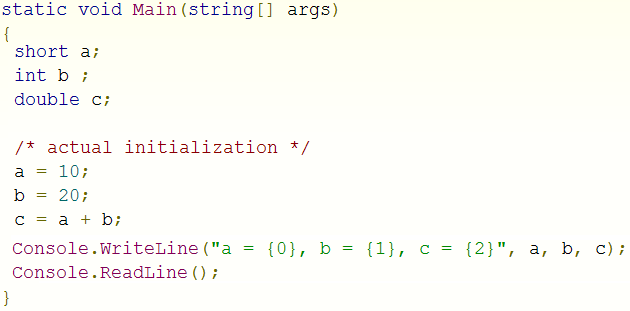 static void Main(string[] args)
{
short a;
int b ;
double c;
/* actual initialization */
a = 10;
b = 20;
c = a + b;
Console.WriteLine("a = {0}, b = {1}, c = {2}", a, b, c);
Console.ReadLine();
}